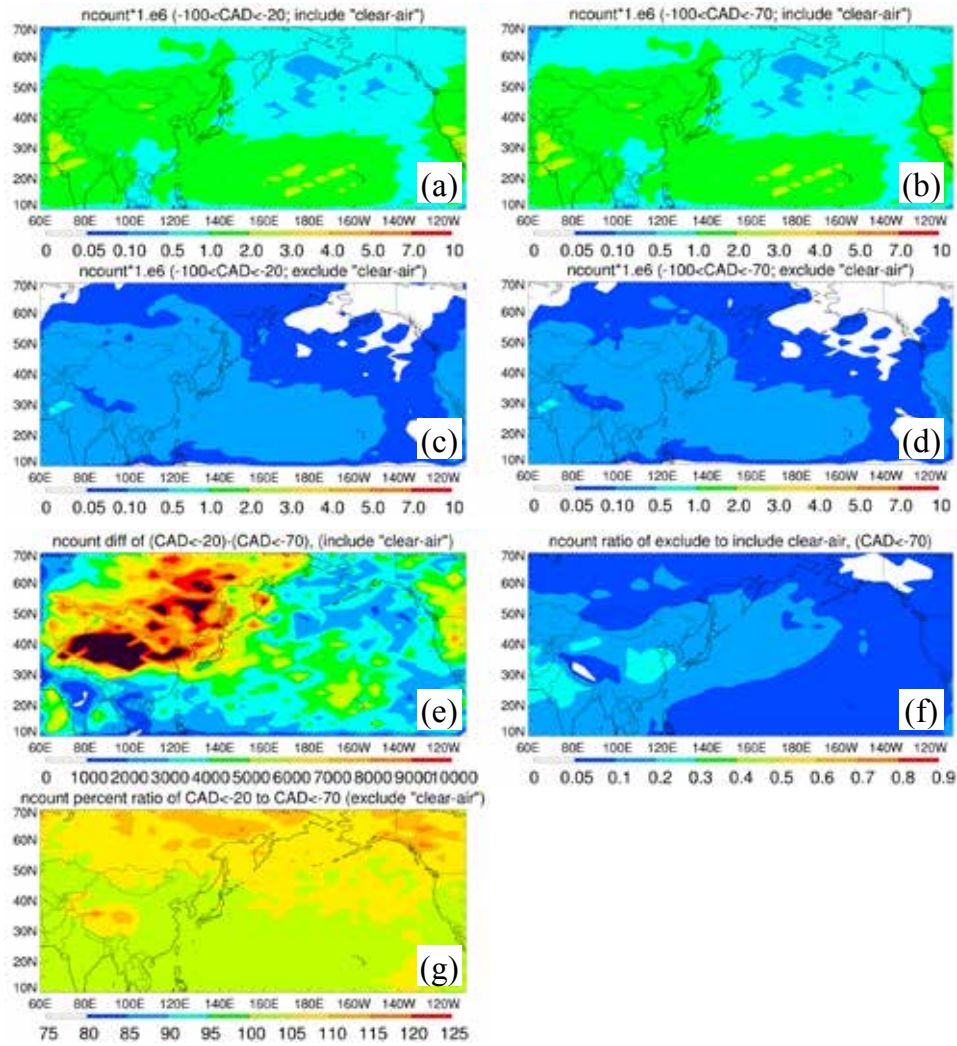 ncount*1.e6 (-100<CAD<-20; include "clear-air")
70N
60N
50N
40N
30N
20N
10N
(a)
60E 80E 100E 120E 140E 160E 180E 160W 140W 120W
0 0.05 0.10 0.5 1.0 2.0 3.0 4.0 5.0 7.0 10
ncount*1.e6 (-100<CAD<-70; include "clear-air")
70N
60N
50N
40N
30N
20N
10N
(b)
60E 80E 100E 120E 140E 160E 180E 160W 140W 120W
0 0.05 0.10 0.5 1.0 2.0 3.0 4.0 5.0 7.0 10
ncount*1.e6 (-100<CAD<-20; exclude "clear-air")
70N
60N
50N
40N
30N
20N
10N
(c)
60E 80E 100E 120E 140E 160E 180E 160W 140W 120W
0 0.05 0.10 0.5 1.0 2.0 3.0 4.0 5.0 7.0 10
ncount*1.e6 (-100<CAD<-70; exclude "clear-air")
70N
60N
50N
40N
30N
20N
10N
(d)
60E 80E 100E 120E 140E 160E 180E 160W 140W 120W
0 0.05 0.10 0.5 1.0 2.0 3.0 4.0 5.0 7.0 10
ncount diff of (CAD<-20)-(CAD<-70), (include "clear-air")
70N
60N
50N
40N
30N
20N
10N
(e)
60E 80E 100E 120E 140E 160E 180E 160W 140W 120W
0 1000 2000 3000 4000 5000 6000 7000 8000 9000 10000
ncount ratio of exclude to include clear-air, (CAD<-70)
70N
60N
50N
40N
30N
20N
10N
(f)
60E 80E 100E 120E 140E 160E 180E 160W 140W 120W
0 0.05 0.1 0.2 0.3 0.4 0.5 0.6 0.7 0.8 0.9
ncount percent ratio of CAD<-20 to CAD<-70 (exclude "clear-air")
70N
60N
50N
40N
30N
20N
10N
(g)
60E 80E 100E 120E 140E 160E 180E 160W 140W 120W
75 80 85 90 95 100 105 110 115 120 125